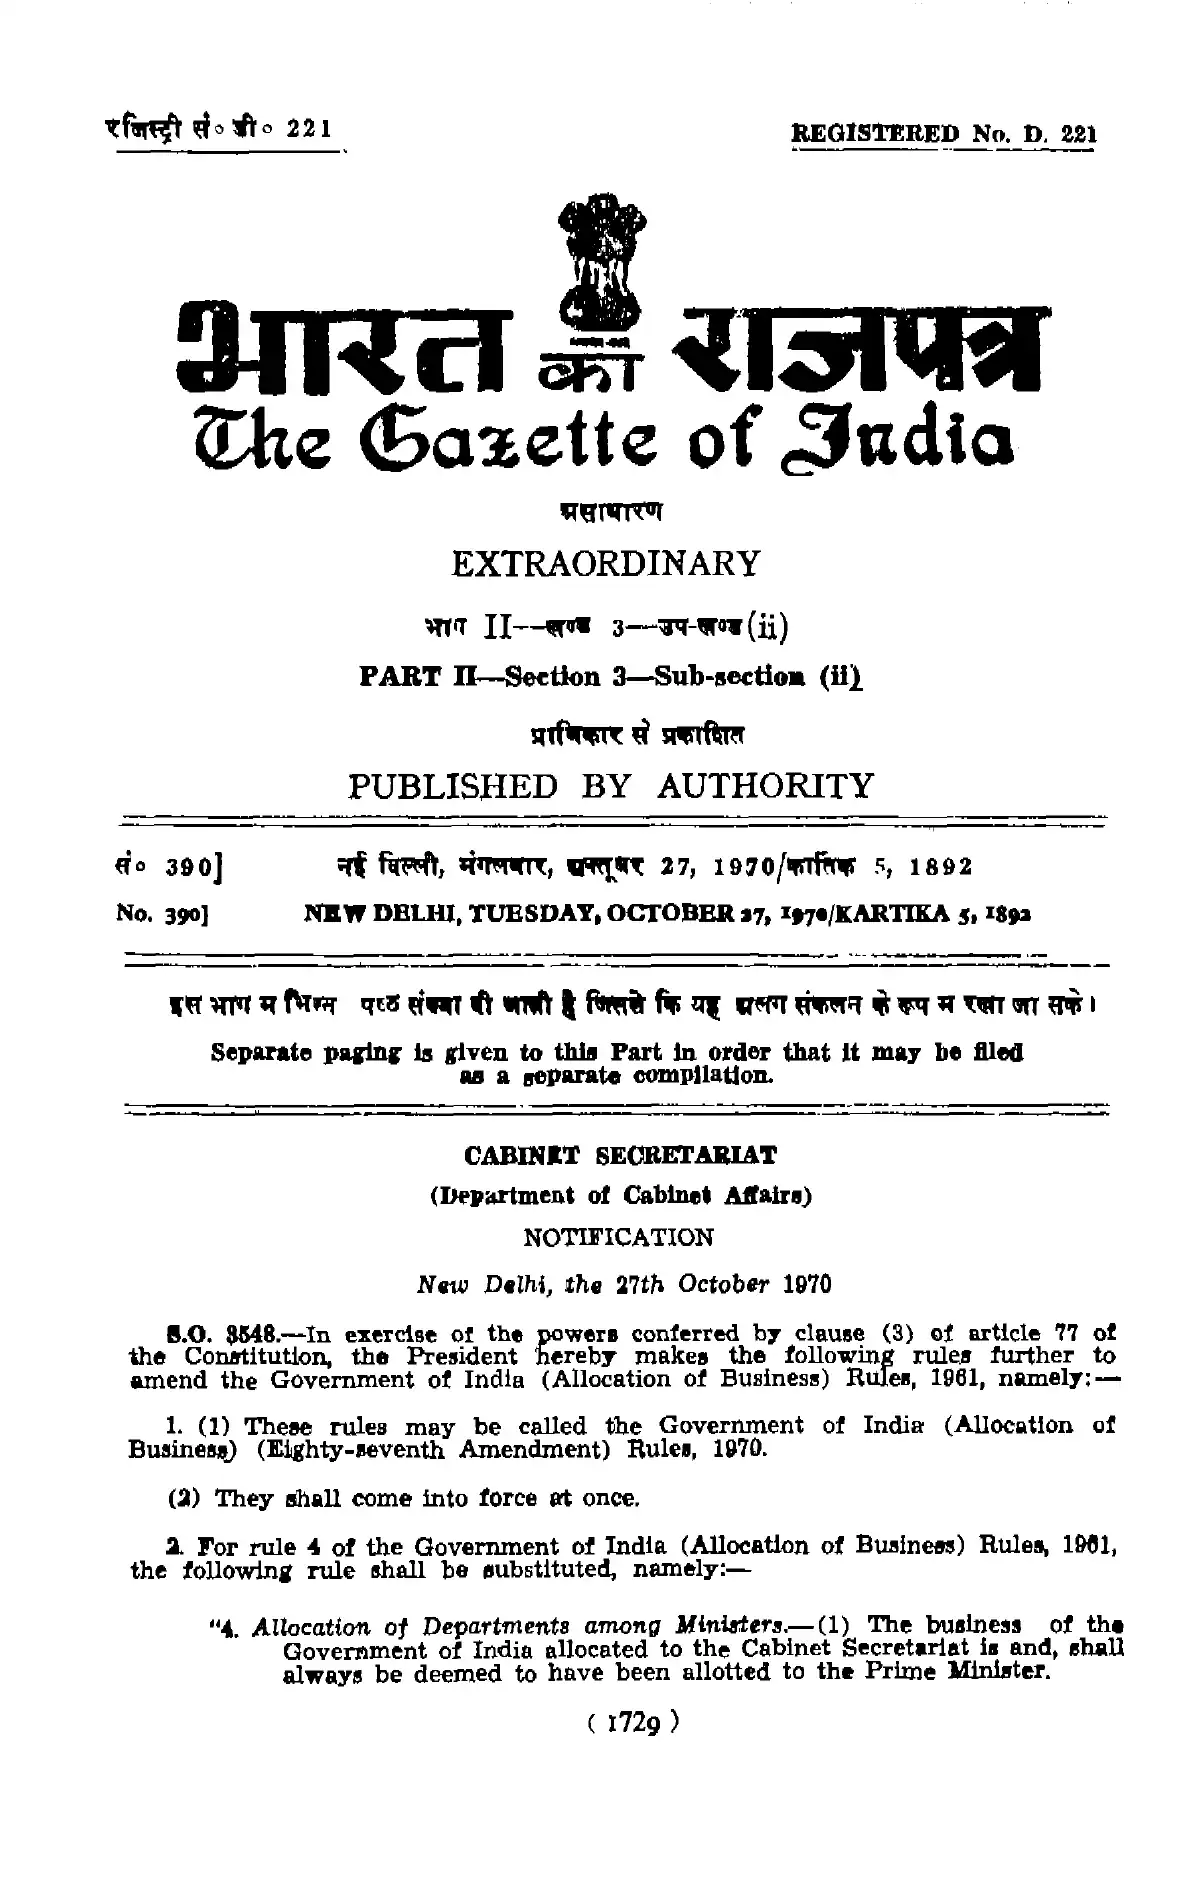 रजिस्ट्री सं० डी० 221
REGISTERED No. D. 221
भारत का राजपत्र
The Gazette of India
असाधारण
EXTRAORDINARY
भाग II—खण्ड 3—उप-खण्ड (ii)
PART II—Section 3—Sub-section (ii)
प्राधिकार से प्रकाशित
PUBLISHED BY AUTHORITY
सं० 390]
नई दिल्ली, मंगलवार, अक्तूबर 27, 1970/कार्तिक 5, 1892
No. 390]
NEW DELHI, TUESDAY, OCTOBER 27, 1970/KARTIKA 5, 1892
इस भाग में भिन्न पृष्ठ संख्या दी जाती है जिससे कि यह अलग संकलन के रूप में रखा जा सके।
Separate paging is given to this Part in order that it may be filed
as a separate compilation.
CABINET SECRETARIAT
(Department of Cabinet Affairs)
NOTIFICATION
New Delhi, the 27th October 1970
S.O. 3548.—In exercise of the powers conferred by clause (3) of article 77 of
the Constitution, the President hereby makes the following rules further to
amend the Government of India (Allocation of Business) Rules, 1961, namely:—
1. (1) These rules may be called the Government of India (Allocation of
Business) (Eighty-seventh Amendment) Rules, 1970.
(2) They shall come into force at once.
2. For rule 4 of the Government of India (Allocation of Business) Rules, 1961,
the following rule shall be substituted, namely:—
"4. Allocation of Departments among Ministers.—(1) The business of the
Government of India allocated to the Cabinet Secretariat is and, shall
always be deemed to have been allotted to the Prime Minister.
( 1729 )